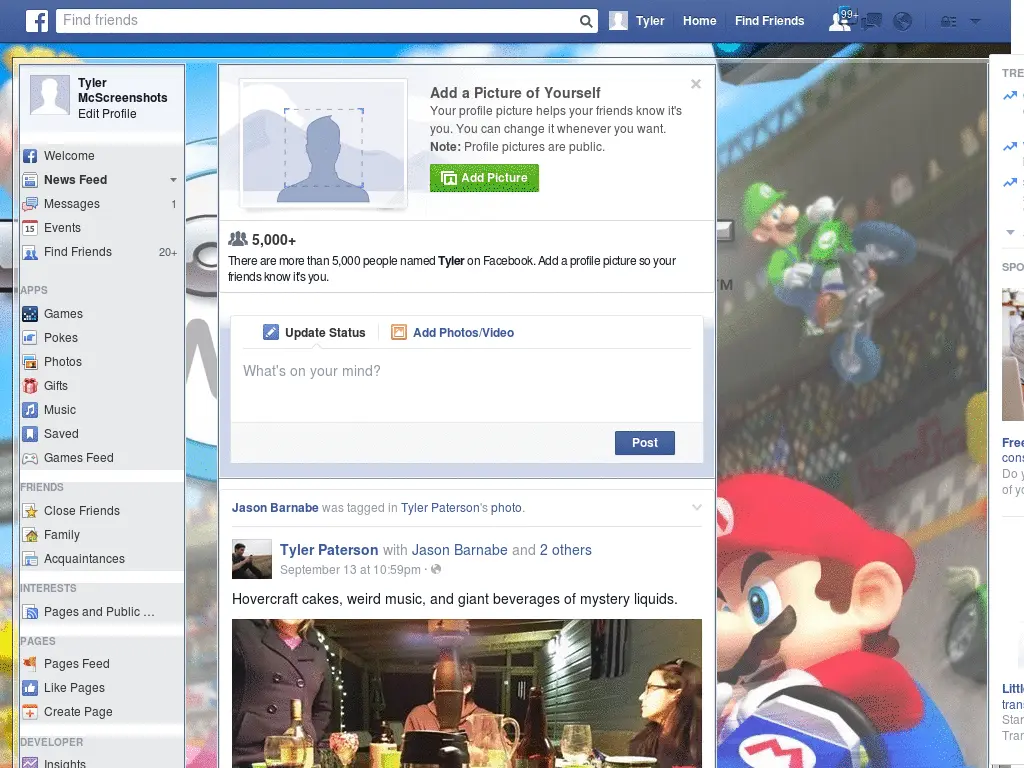 Find friends
Tyler
Home
Find Friends
99+
Tyler
McScreenshots
Edit Profile
Welcome
News Feed
Messages 1
15 Events
Find Friends 20+
APPS
Games
Pokes
Photos
Gifts
Music
Saved
Games Feed
FRIENDS
Close Friends
Family
Acquaintances
INTERESTS
Pages and Public ...
PAGES
Pages Feed
Like Pages
Create Page
DEVELOPER
Insights
Add a Picture of Yourself
Your profile picture helps your friends know it's
you. You can change it whenever you want.
Note: Profile pictures are public.
Add Picture
5,000+
There are more than 5,000 people named Tyler on Facebook. Add a profile picture so your
friends know it's you.
Update Status
Add Photos/Video
What's on your mind?
Post
Jason Barnabe was tagged in Tyler Paterson's photo.
Tyler Paterson with Jason Barnabe and 2 others
September 13 at 10:59pm ·
Hovercraft cakes, weird music, and giant beverages of mystery liquids.
TM
TRE
SPO
Free
cons
Do y
of yo
Littl
trans
Star
Tran